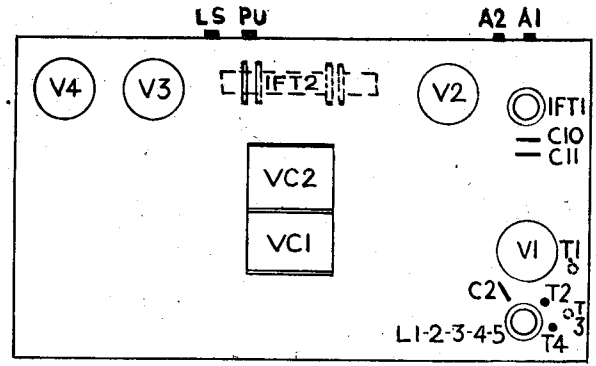 LS PU A2 A1
V4 V3 IFT2 V2 IFT1
C10
C11
VC2
VC1 V1 T1
C2 T2
T3
L1-2-3-4-5 T4